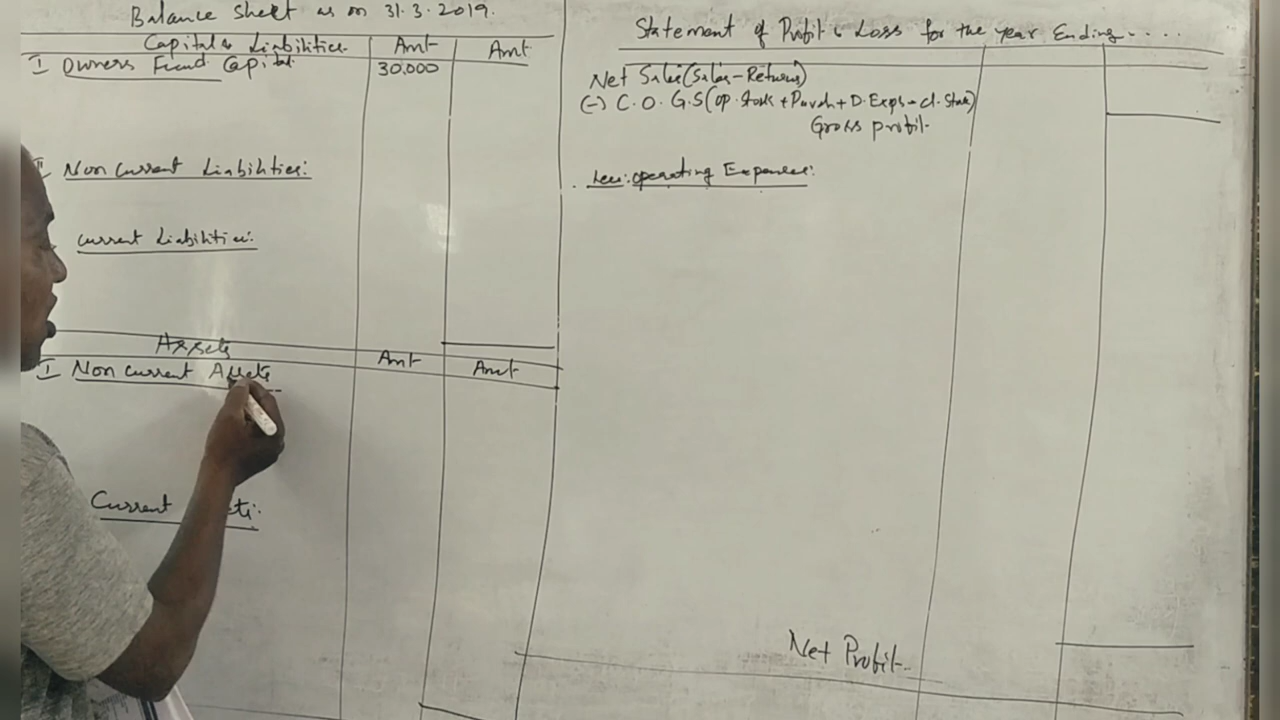 Balance Sheet as on 31.3.2019.
Capital & Liabilities Amt Amt
I Owners Fund Capital 30,000
II Non Current Liabilities:
Current Liabilities:
Assets Amt Amt
I Non current Assets
Current
Statement of Profit & Loss for the year Ending....
Net Sales (Sales - Returns)
(-) C.O.G.S (op. Stock + Purch + D. Exps - cl. Stock)
Gross profit.
Less: operating Expenses:
Net Profit..